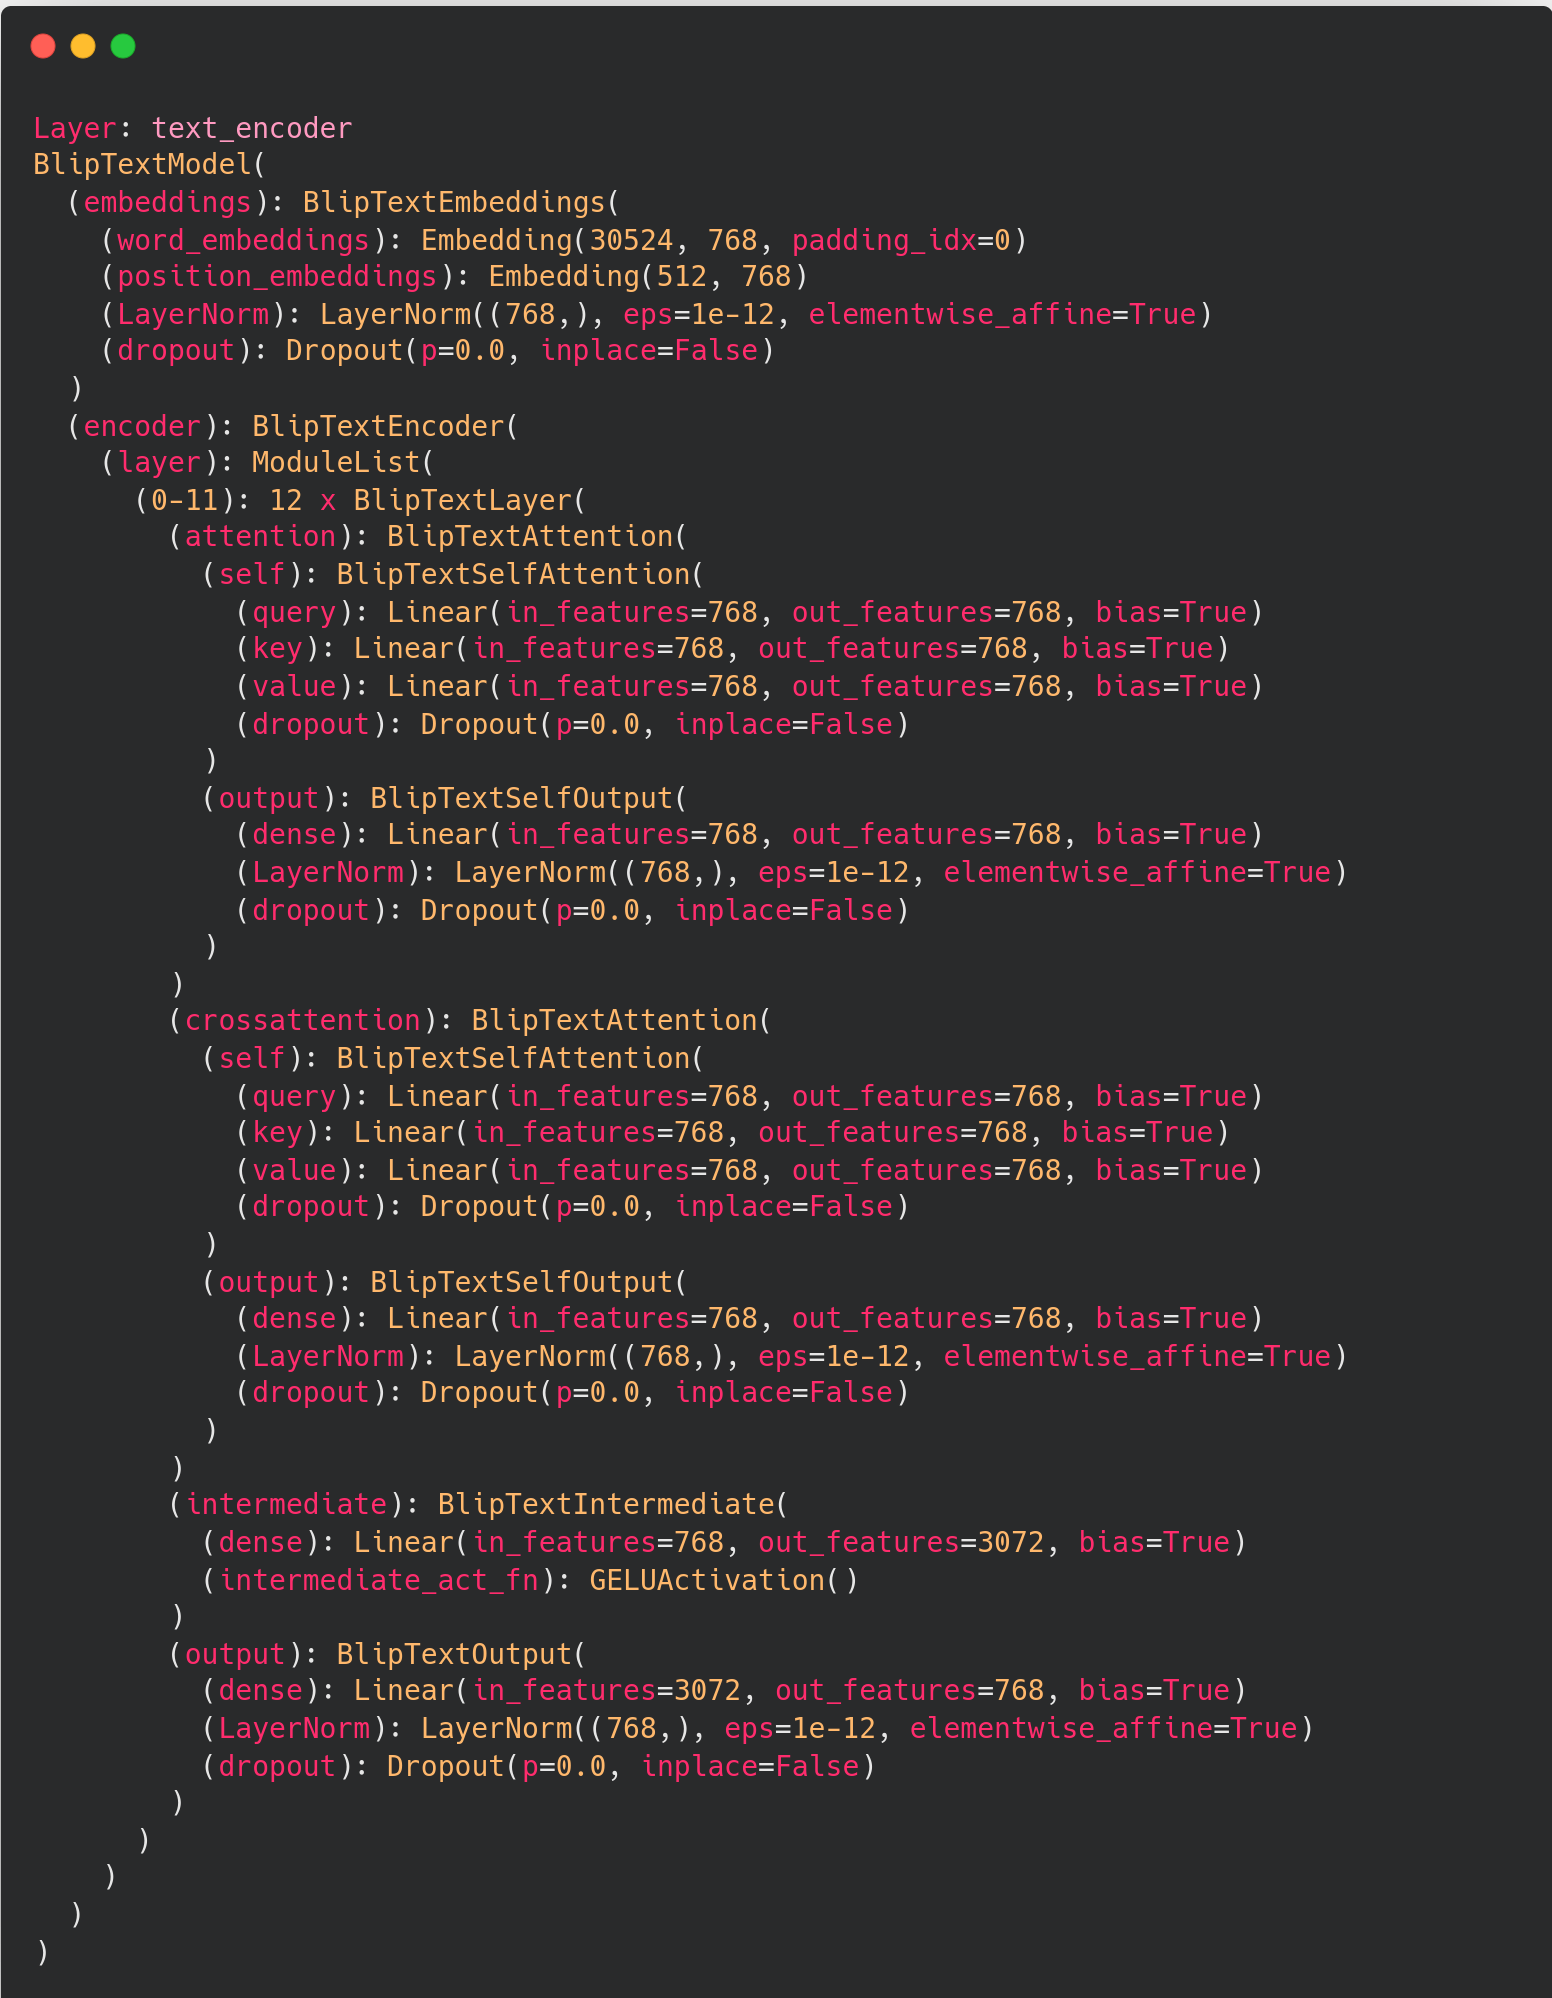 Layer: text_encoder
BlipTextModel(
  (embeddings): BlipTextEmbeddings(
    (word_embeddings): Embedding(30524, 768, padding_idx=0)
    (position_embeddings): Embedding(512, 768)
    (LayerNorm): LayerNorm((768,), eps=1e-12, elementwise_affine=True)
    (dropout): Dropout(p=0.0, inplace=False)
  )
  (encoder): BlipTextEncoder(
    (layer): ModuleList(
      (0-11): 12 x BlipTextLayer(
        (attention): BlipTextAttention(
          (self): BlipTextSelfAttention(
            (query): Linear(in_features=768, out_features=768, bias=True)
            (key): Linear(in_features=768, out_features=768, bias=True)
            (value): Linear(in_features=768, out_features=768, bias=True)
            (dropout): Dropout(p=0.0, inplace=False)
          )
          (output): BlipTextSelfOutput(
            (dense): Linear(in_features=768, out_features=768, bias=True)
            (LayerNorm): LayerNorm((768,), eps=1e-12, elementwise_affine=True)
            (dropout): Dropout(p=0.0, inplace=False)
          )
        )
        (crossattention): BlipTextAttention(
          (self): BlipTextSelfAttention(
            (query): Linear(in_features=768, out_features=768, bias=True)
            (key): Linear(in_features=768, out_features=768, bias=True)
            (value): Linear(in_features=768, out_features=768, bias=True)
            (dropout): Dropout(p=0.0, inplace=False)
          )
          (output): BlipTextSelfOutput(
            (dense): Linear(in_features=768, out_features=768, bias=True)
            (LayerNorm): LayerNorm((768,), eps=1e-12, elementwise_affine=True)
            (dropout): Dropout(p=0.0, inplace=False)
          )
        )
        (intermediate): BlipTextIntermediate(
          (dense): Linear(in_features=768, out_features=3072, bias=True)
          (intermediate_act_fn): GELUActivation()
        )
        (output): BlipTextOutput(
          (dense): Linear(in_features=3072, out_features=768, bias=True)
          (LayerNorm): LayerNorm((768,), eps=1e-12, elementwise_affine=True)
          (dropout): Dropout(p=0.0, inplace=False)
        )
      )
    )
  )
)